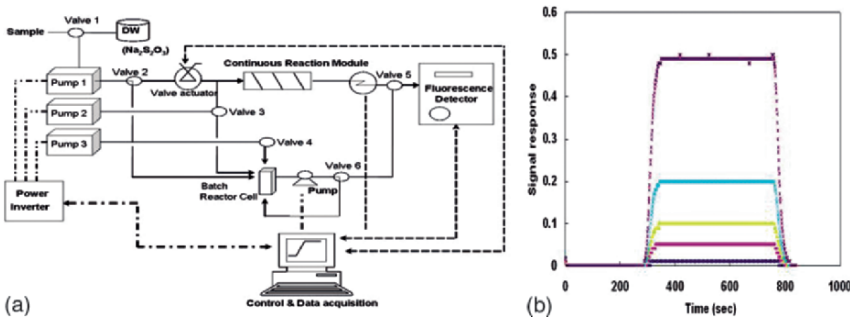 Valve 1
Sample
DW
(Na2S2O3)
Continuous Reaction Module
Valve 5
Pump 1
Valve 2
Valve actuator
Fluorescence
Detector
Pump 2
Valve 3
Pump 3
Valve 4
Valve 6
Batch
Reactor Cell
Pump
Power
Inverter
Control & Data acquisition
(a)
0.6
0.5
0.4
0.3
0.2
0.1
0
Signal response
0
200
400
600
800
1000
Time (sec)
(b)